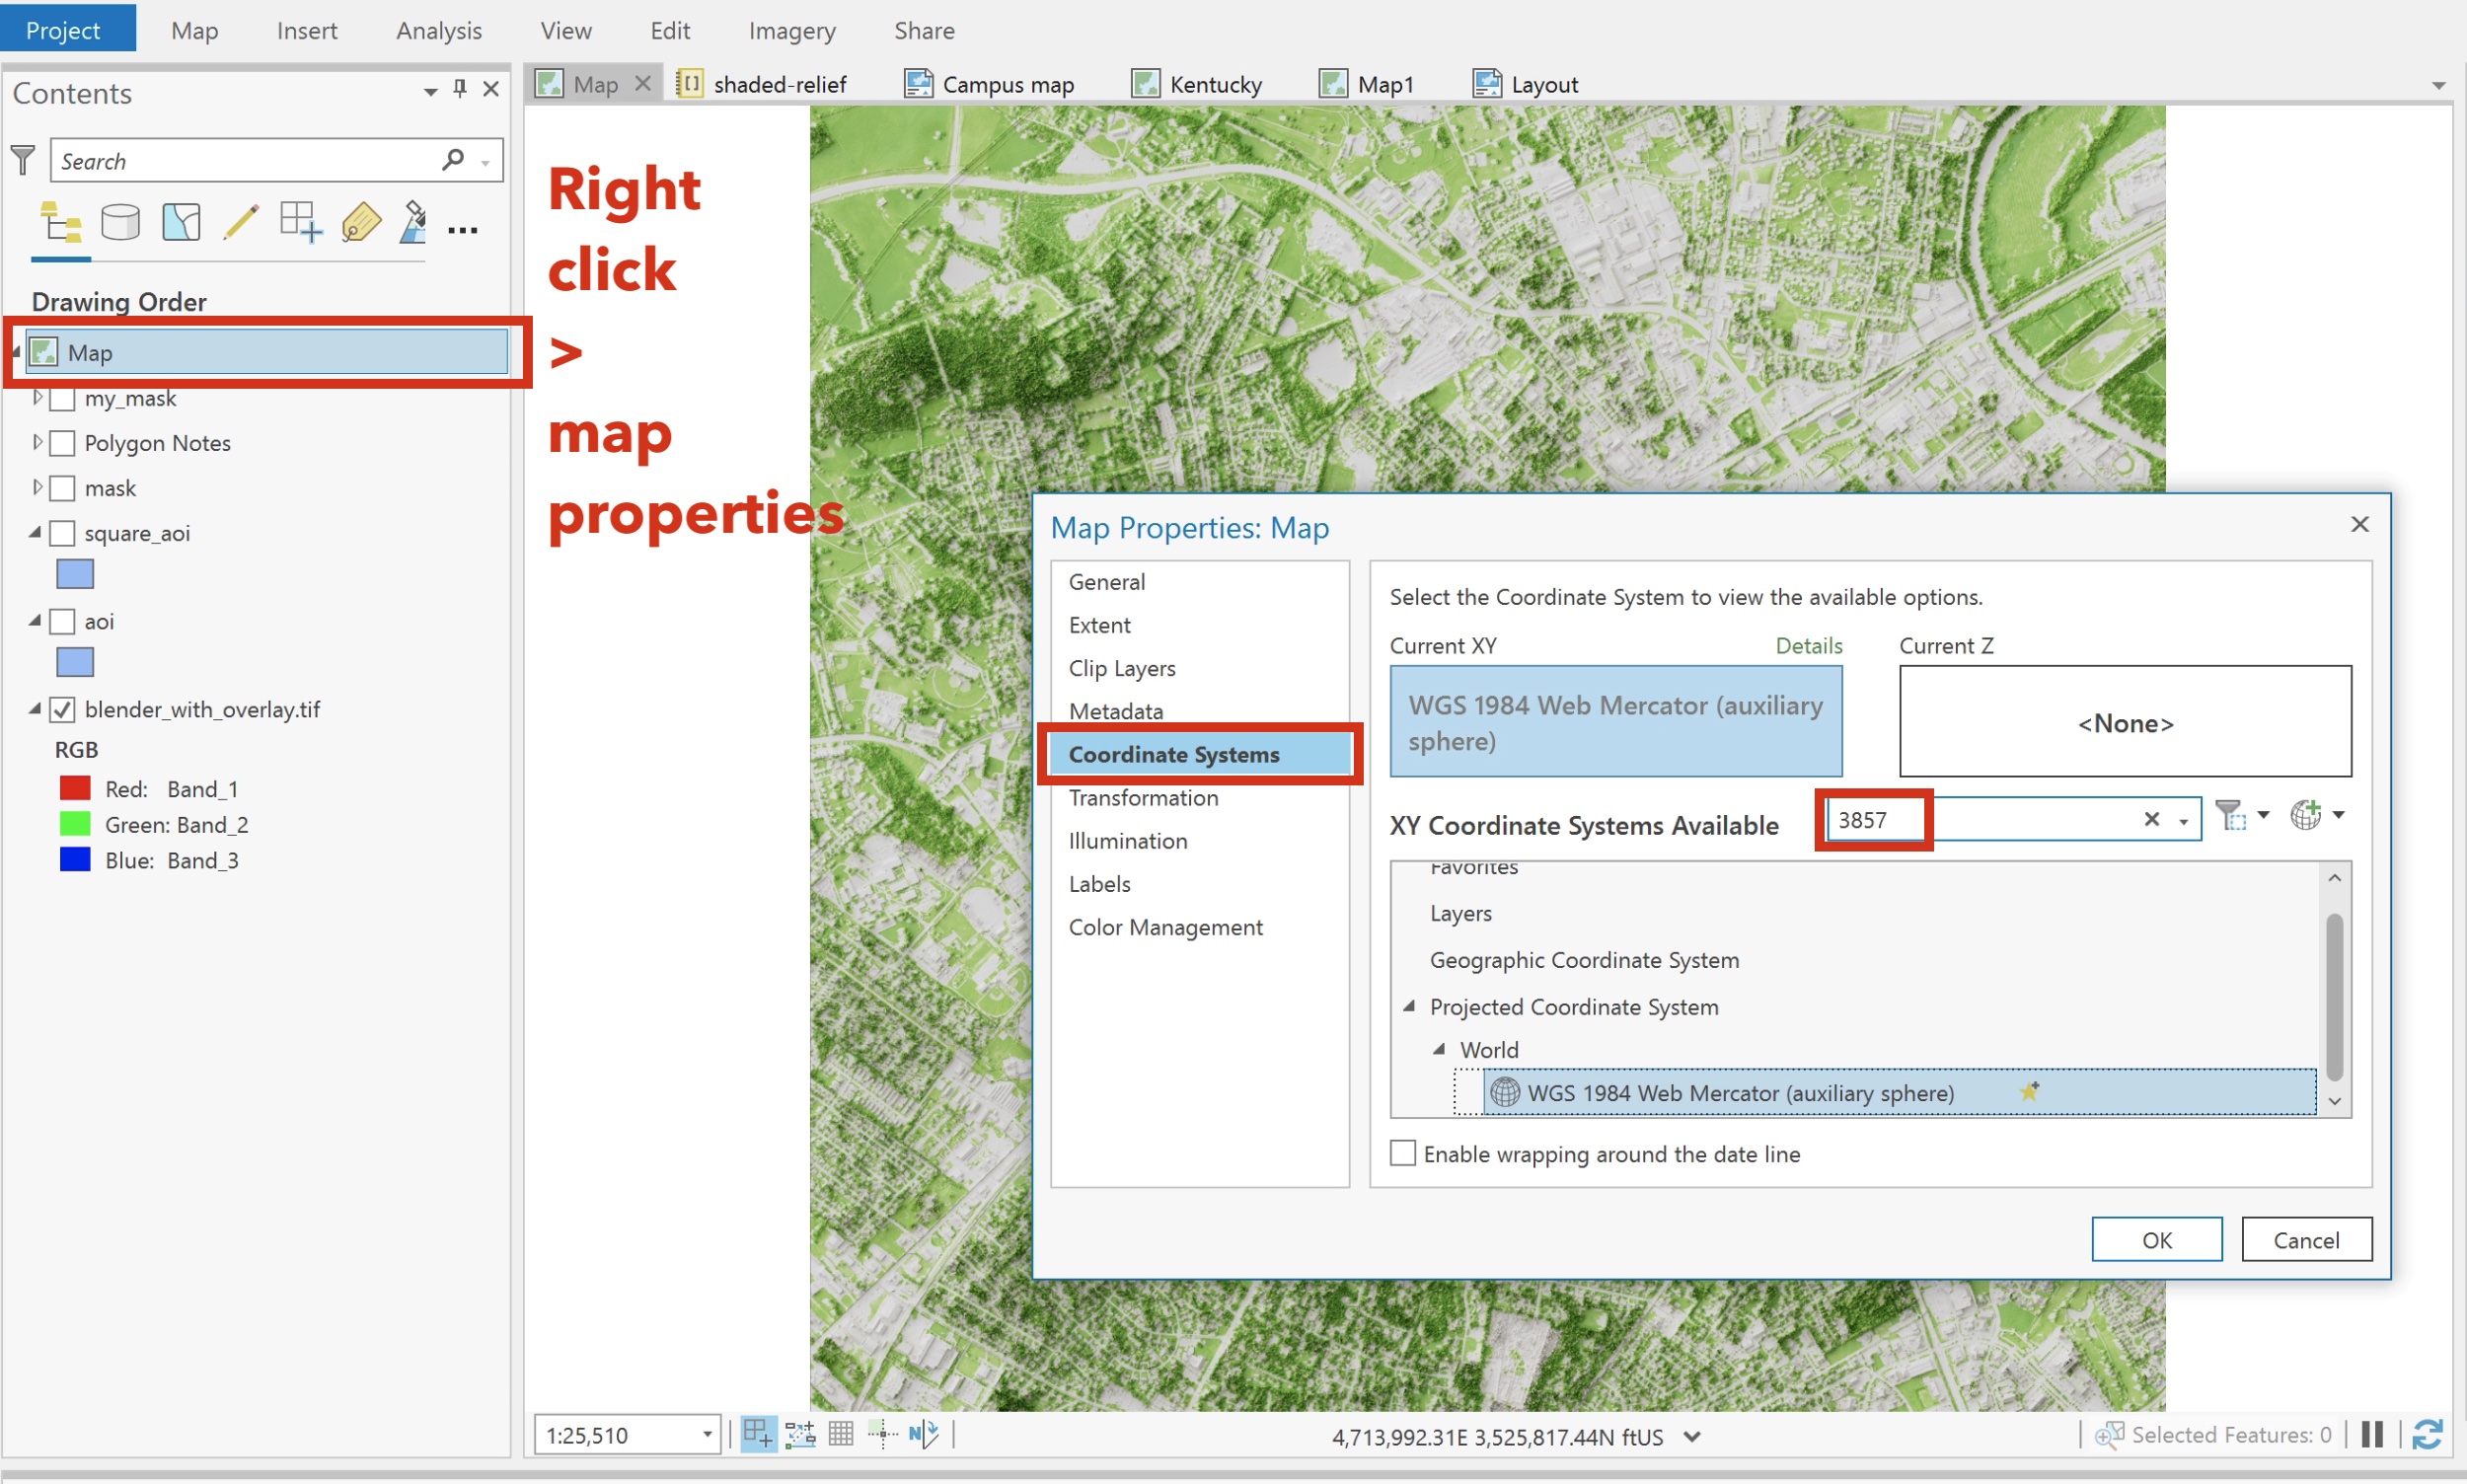 Project Map Insert Analysis View Edit Imagery Share
Contents
Map shaded-relief Campus map Kentucky Map1 Layout
Search
Drawing Order
Map
my_mask
Polygon Notes
mask
square_aoi
aoi
blender_with_overlay.tif
RGB
Red: Band_1
Green: Band_2
Blue: Band_3
Right
click
>
map
properties
Map Properties: Map
General
Extent
Clip Layers
Metadata
Coordinate Systems
Transformation
Illumination
Labels
Color Management
Select the Coordinate System to view the available options.
Current XY Details Current Z
WGS 1984 Web Mercator (auxiliary
sphere)
<None>
XY Coordinate Systems Available 3857
Favorites
Layers
Geographic Coordinate System
Projected Coordinate System
World
WGS 1984 Web Mercator (auxiliary sphere)
Enable wrapping around the date line
OK Cancel
1:25,510 N 4,713,992.31E 3,525,817.44N ftUS Selected Features: 0